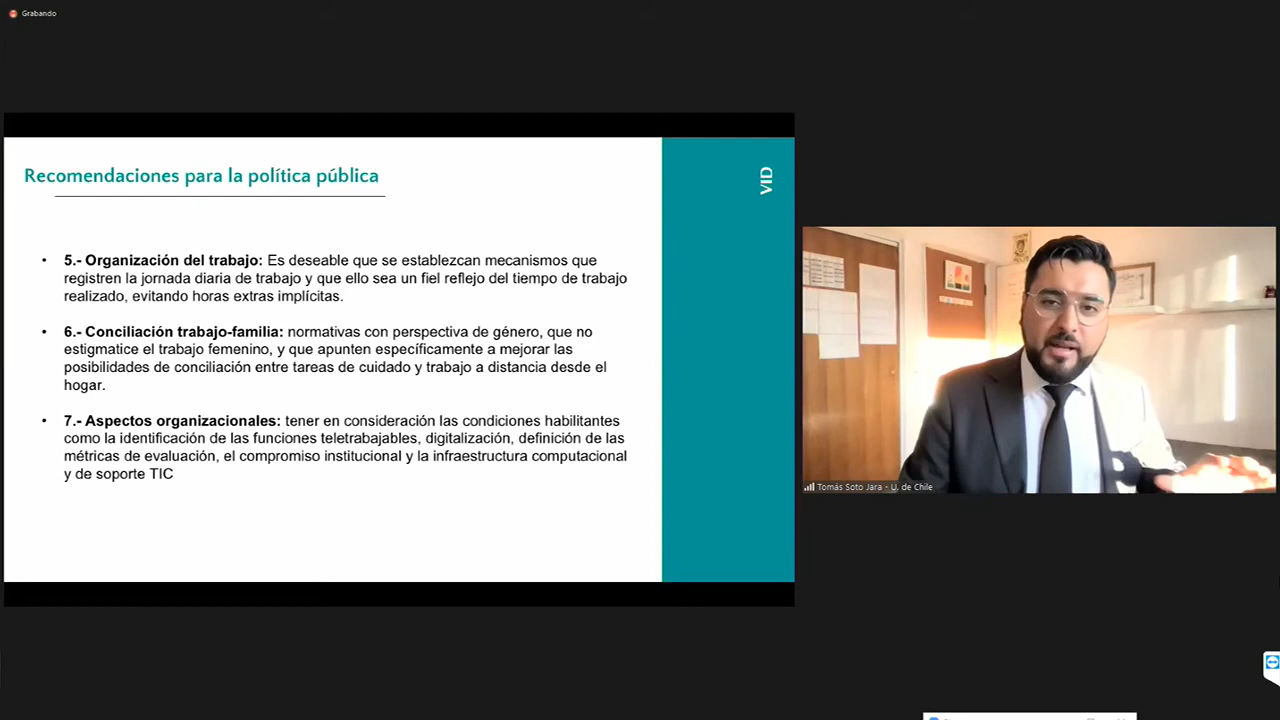 Grabando
Recomendaciones para la política pública
VID
• 5.- Organización del trabajo: Es deseable que se establezcan mecanismos que
registren la jornada diaria de trabajo y que ello sea un fiel reflejo del tiempo de trabajo
realizado, evitando horas extras implícitas.
• 6.- Conciliación trabajo-familia: normativas con perspectiva de género, que no
estigmatice el trabajo femenino, y que apunten específicamente a mejorar las
posibilidades de conciliación entre tareas de cuidado y trabajo a distancia desde el
hogar.
• 7.- Aspectos organizacionales: tener en consideración las condiciones habilitantes
como la identificación de las funciones teletrabajables, digitalización, definición de las
métricas de evaluación, el compromiso institucional y la infraestructura computacional
y de soporte TIC
Tomás Soto Jara - U. de Chile